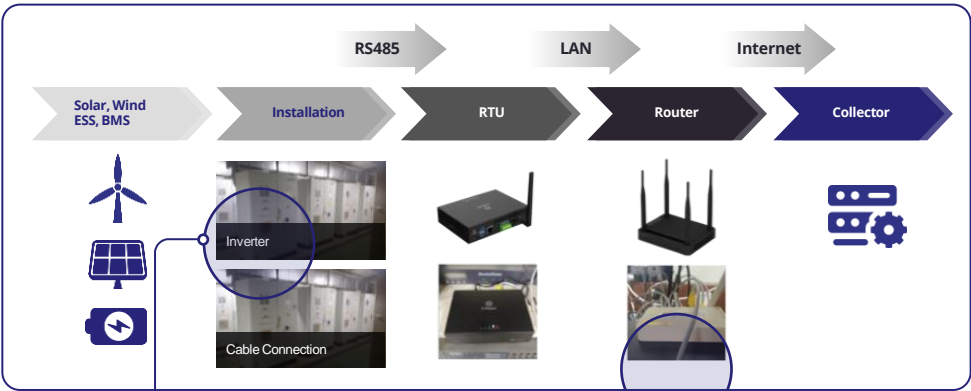 RS485
LAN
Internet
Solar, Wind
ESS, BMS
Installation
RTU
Router
Collector
Inverter
Cable Connection